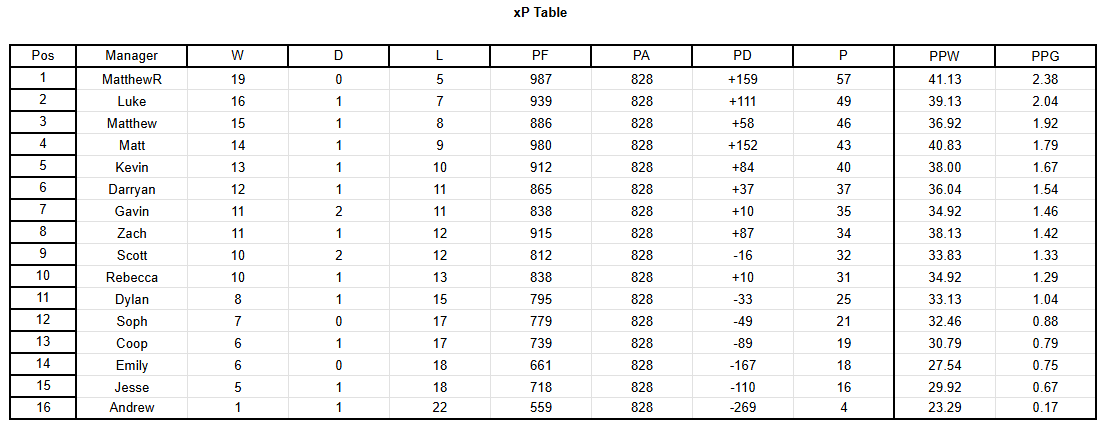 xP Table
Pos Manager W D L PF PA PD P PPW PPG
1 MatthewR 19 0 5 987 828 +159 57 41.13 2.38
2 Luke 16 1 7 939 828 +111 49 39.13 2.04
3 Matthew 15 1 8 886 828 +58 46 36.92 1.92
4 Matt 14 1 9 980 828 +152 43 40.83 1.79
5 Kevin 13 1 10 912 828 +84 40 38.00 1.67
6 Darryan 12 1 11 865 828 +37 37 36.04 1.54
7 Gavin 11 2 11 838 828 +10 35 34.92 1.46
8 Zach 11 1 12 915 828 +87 34 38.13 1.42
9 Scott 10 2 12 812 828 -16 32 33.83 1.33
10 Rebecca 10 1 13 838 828 +10 31 34.92 1.29
11 Dylan 8 1 15 795 828 -33 25 33.13 1.04
12 Soph 7 0 17 779 828 -49 21 32.46 0.88
13 Coop 6 1 17 739 828 -89 19 30.79 0.79
14 Emily 6 0 18 661 828 -167 18 27.54 0.75
15 Jesse 5 1 18 718 828 -110 16 29.92 0.67
16 Andrew 1 1 22 559 828 -269 4 23.29 0.17